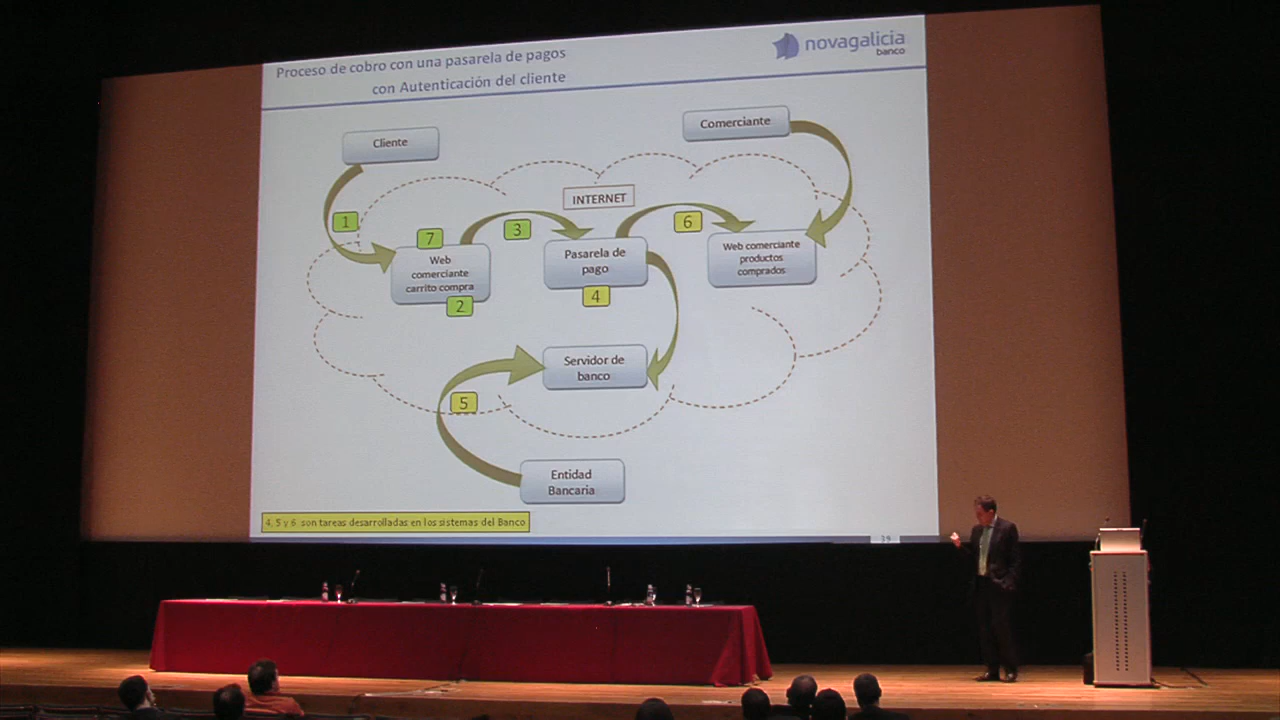 Proceso de cobro con una pasarela de pagos
con Autenticación del cliente
novagalicia
banco
Cliente
Comerciante
INTERNET
1
7
3
6
Web
comerciante
carrito compra
2
Pasarela de
pago
4
Web comerciante
productos
comprados
Servidor de
banco
5
Entidad
Bancaria
4, 5 y 6 son tareas desarrolladas en los sistemas del Banco
19